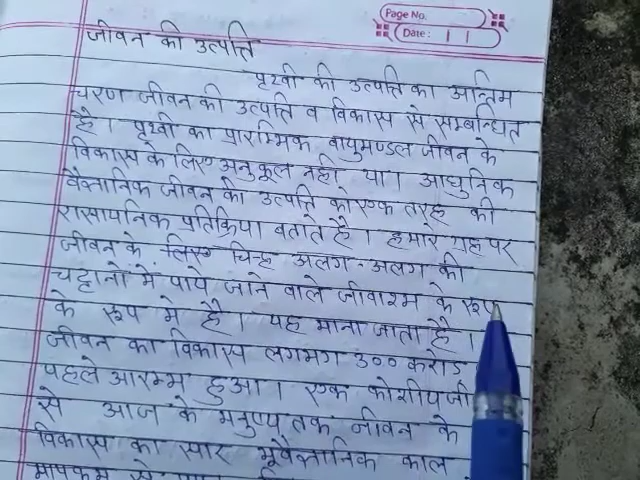 Page No.
Date: | |
जीवन की उत्पत्ति
पृथ्वी की उत्पत्ति का अन्तिम
चरण जीवन की उत्पत्ति व विकास से सम्बन्धित
है। पृथ्वी का प्रारम्भिक वायुमण्डल जीवन के
विकास के लिए अनुकूल नहीं था। आधुनिक
वैज्ञानिक जीवन की उत्पत्ति को एक तरह की
रासायनिक प्रतिक्रिया बताते है। हमारे ग्रह पर
जीवन के लिए चिन्ह अलग-अलग की
चट्टानों में पाये जाने वाले जीवाश्म के रूप
के रूप में है। यह माना जाता है।
जीवन का विकास लगभग 300 करोड
पहले आरम्भ हुआ। एक कोशीय जी
से आज के मनुष्य तक जीवन के
विकास का सार भूवैज्ञानिक काल
मापक्रम से